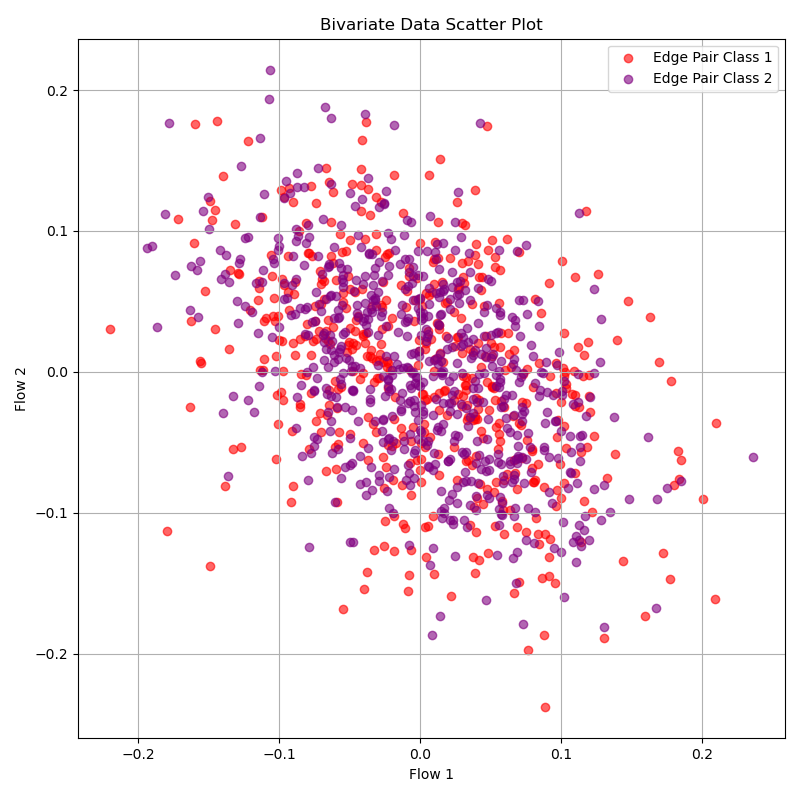 Bivariate Data Scatter Plot
Edge Pair Class 1
Edge Pair Class 2
0.2
0.1
0.0
−0.1
−0.2
Flow 2
−0.2
−0.1
0.0
0.1
0.2
Flow 1